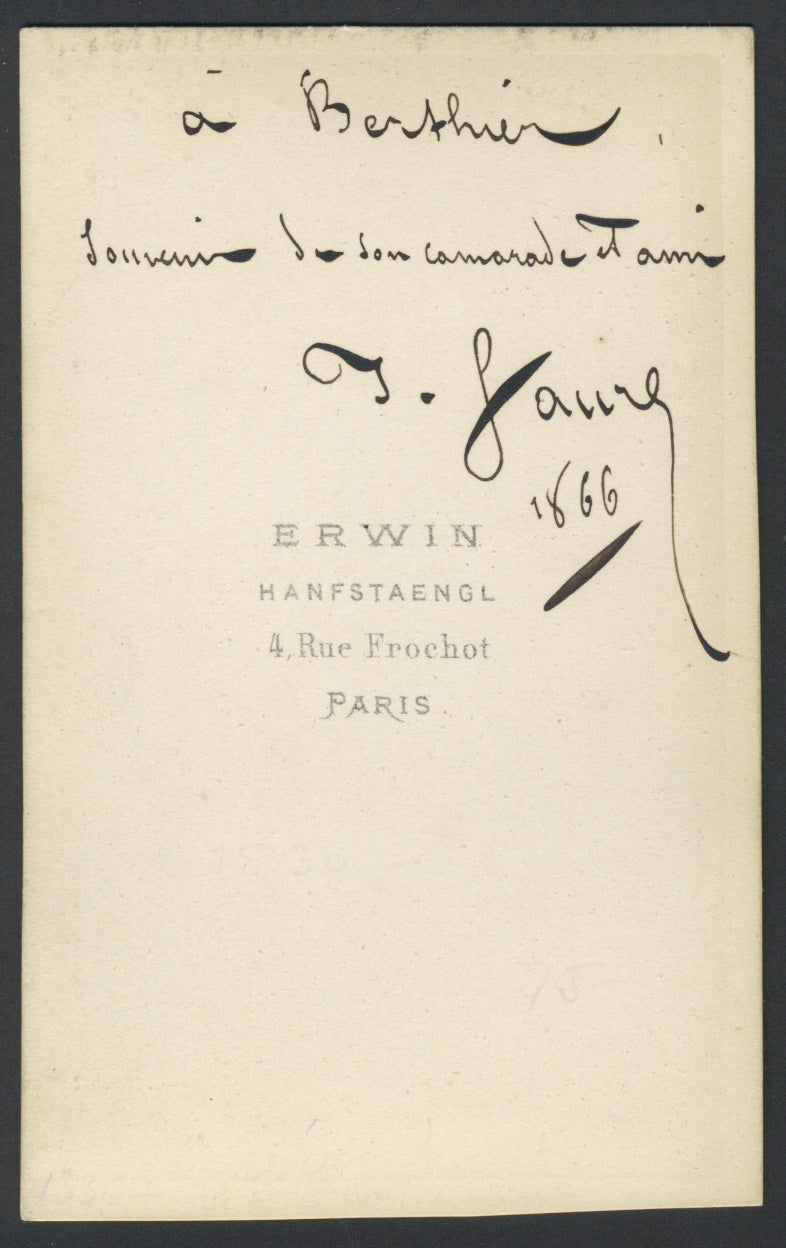 à Berthier,
Souvenir de son camarade et ami
J. Faure
1866
ERWIN
HANFSTAENGL
4, Rue Frochot
PARIS